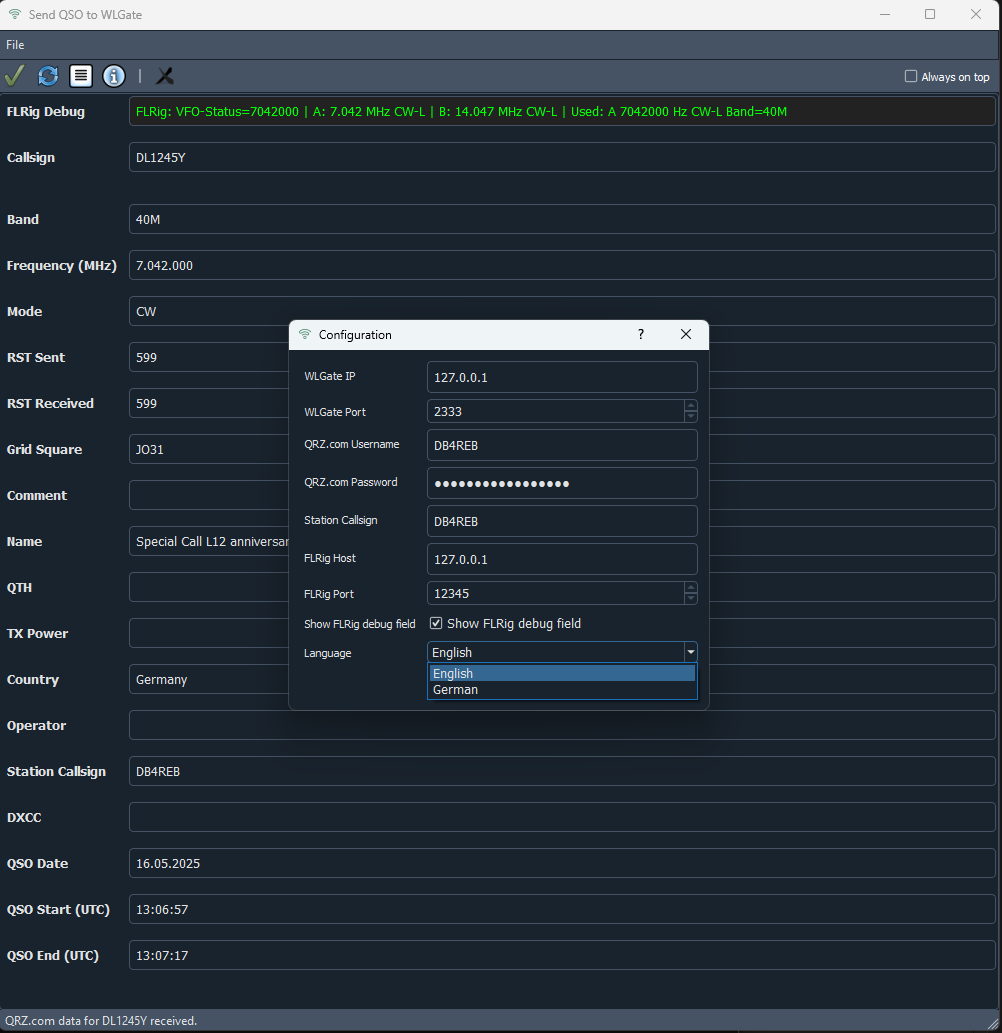 Send QSO to WLGate
File
Always on top
FLRig Debug FLRig: VFO-Status=7042000 | A: 7.042 MHz CW-L | B: 14.047 MHz CW-L | Used: A 7042000 Hz CW-L Band=40M
Callsign DL1245Y
Band 40M
Frequency (MHz) 7.042.000
Mode CW
RST Sent 599
RST Received 599
Grid Square JO31
Comment
Name Special Call L12 anniversar
QTH
TX Power
Country Germany
Operator
Station Callsign DB4REB
DXCC
QSO Date 16.05.2025
QSO Start (UTC) 13:06:57
QSO End (UTC) 13:07:17
QRZ.com data for DL1245Y received.
Configuration ?
WLGate IP 127.0.0.1
WLGate Port 2333
QRZ.com Username DB4REB
QRZ.com Password ●●●●●●●●●●●●●●●●●
Station Callsign DB4REB
FLRig Host 127.0.0.1
FLRig Port 12345
Show FLRig debug field Show FLRig debug field
Language English
English
German